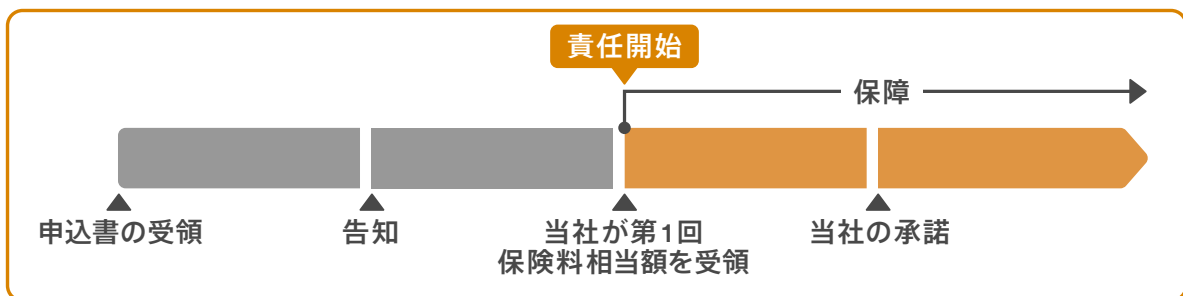 責任開始
保障
申込書の受領
告知
当社が第1回
保険料相当額を受領
当社の承諾